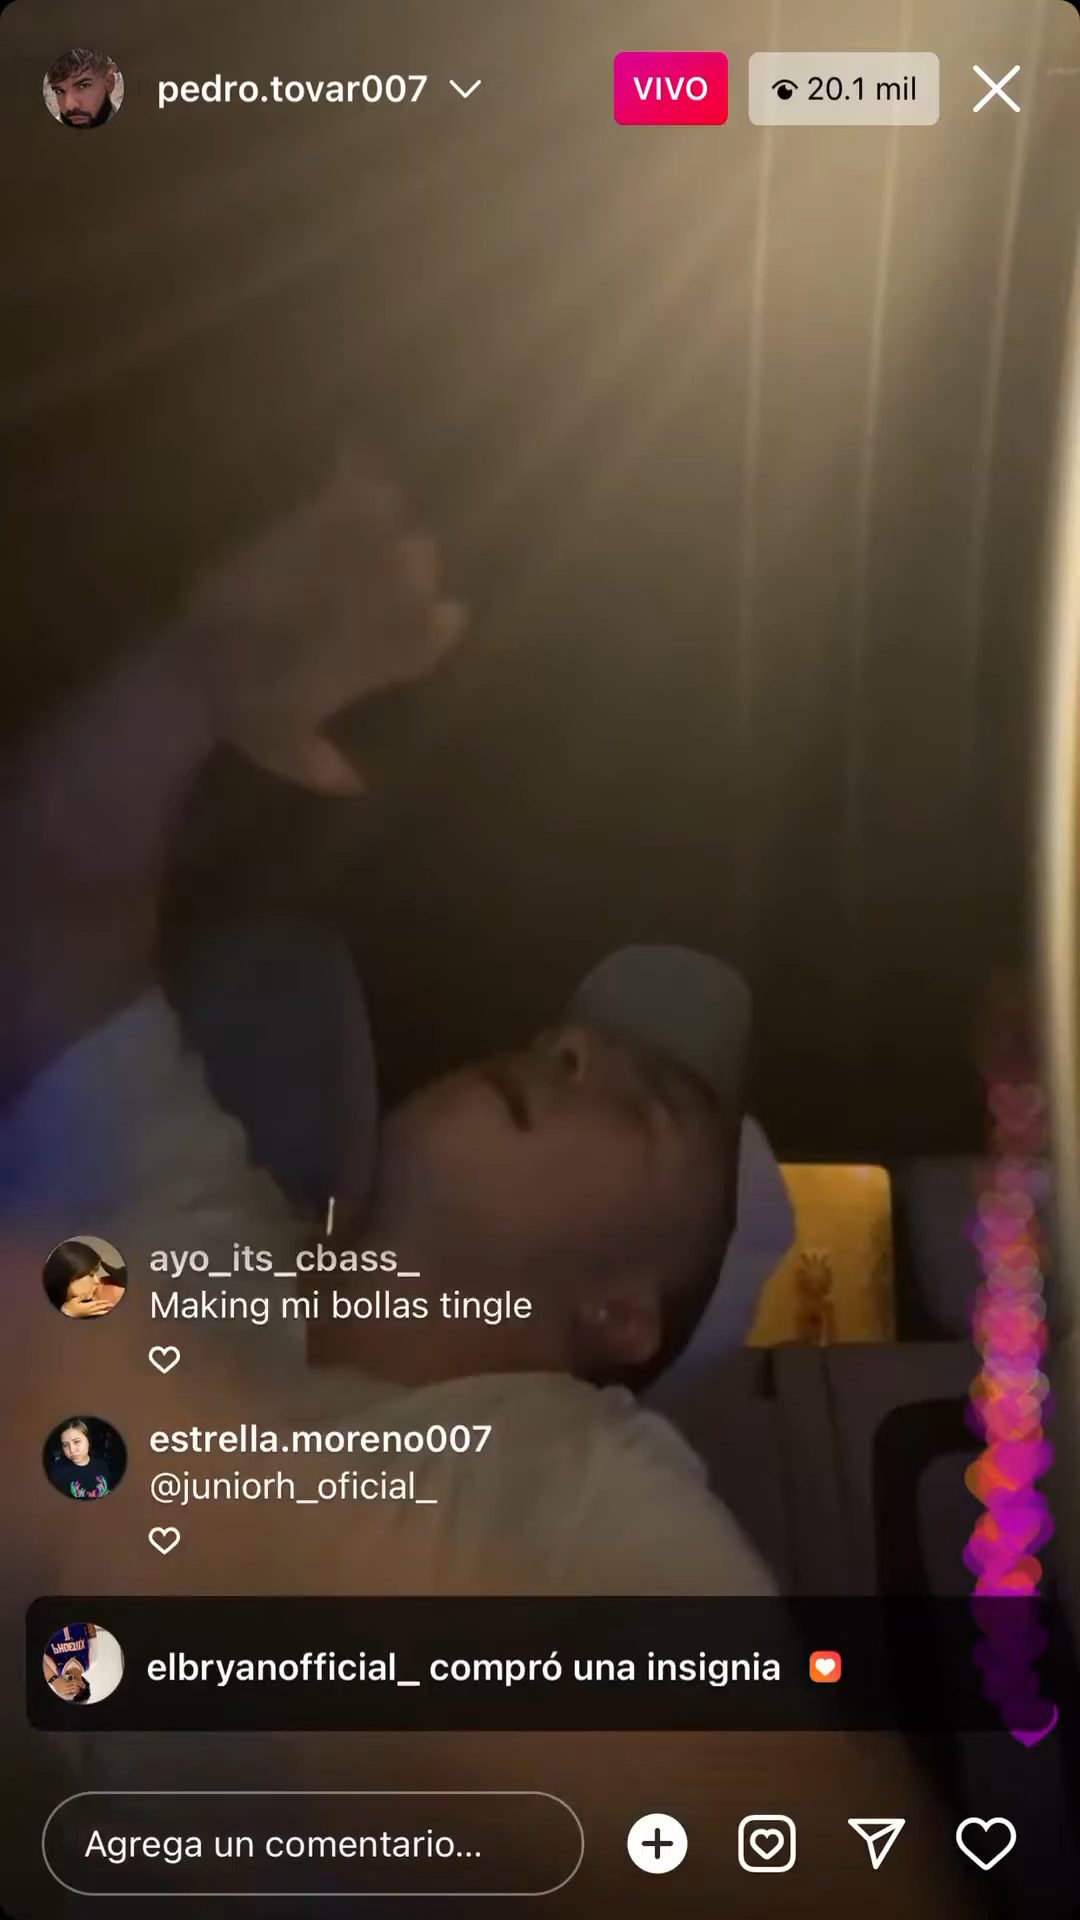 pedro.tovar007
VIVO
20.1 mil
ayo_its_cbass_
Making mi bollas tingle
estrella.moreno007
@juniorh_oficial_
PHOENIX
elbryanofficial_ compró una insignia
Agrega un comentario...